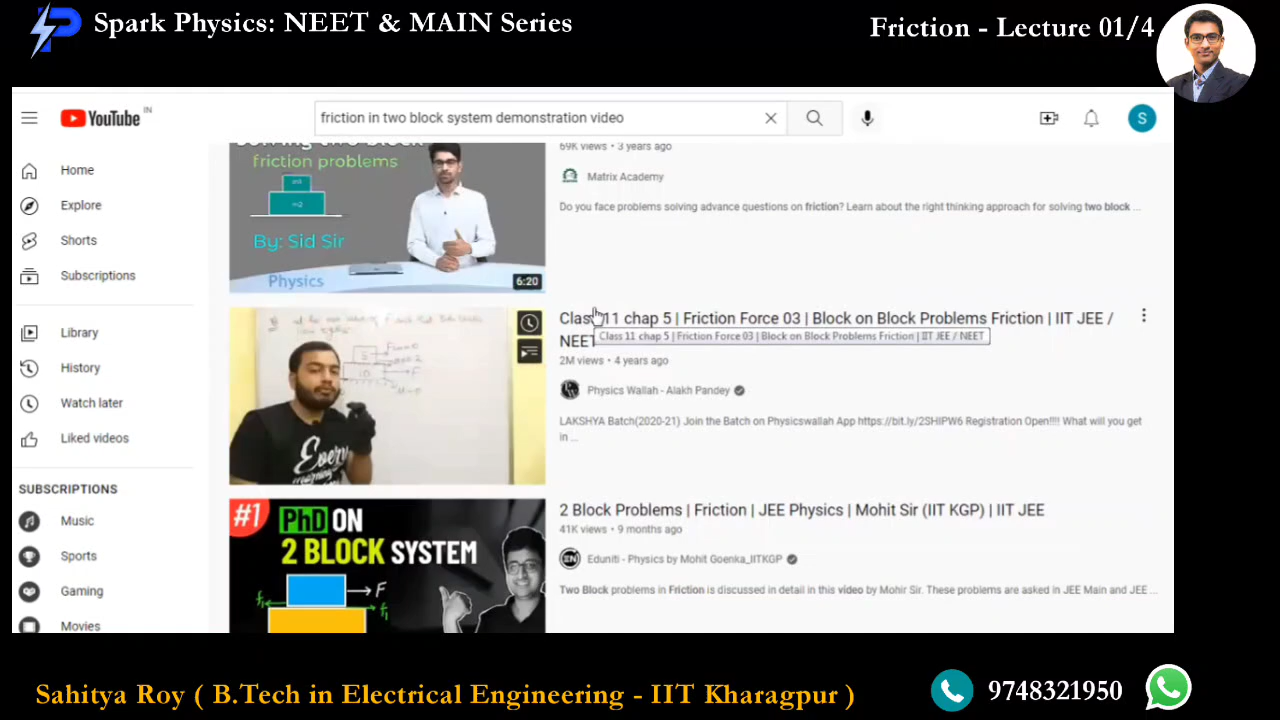 Spark Physics: NEET & MAIN Series
Friction - Lecture 01/4
YouTube IN
friction in two block system demonstration video
S
Home
Explore
Shorts
Subscriptions
Library
History
Watch later
Liked videos
SUBSCRIPTIONS
Music
Sports
Gaming
Movies
Solving two block
friction problems
m2
By: Sid Sir
Physics
6:20
69K views • 3 years ago
Matrix Academy
Do you face problems solving advance questions on friction? Learn about the right thinking approach for solving two block ...
Class 11 chap 5 | Friction Force 03 | Block on Block Problems Friction | IIT JEE /
NEET
Class 11 chap 5 | Friction Force 03 | Block on Block Problems Friction | IIT JEE / NEET
2M views • 4 years ago
Physics Wallah - Alakh Pandey
LAKSHYA Batch(2020-21) Join the Batch on Physicswallah App https://bit.ly/2SHIPW6 Registration Open!!!! What will you get
in ...
#1
PhD ON
2 BLOCK SYSTEM
F
f1
f1
2 Block Problems | Friction | JEE Physics | Mohit Sir (IIT KGP) | IIT JEE
41K views • 9 months ago
Eduniti - Physics by Mohit Goenka_IITKGP
Two Block problems in Friction is discussed in detail in this video by Mohir Sir. These problems are asked in JEE Main and JEE ...
Sahitya Roy ( B.Tech in Electrical Engineering - IIT Kharagpur )
9748321950